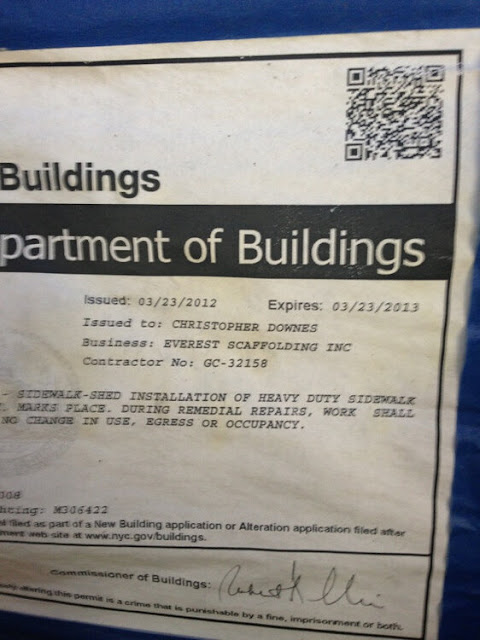 Buildings
partment of Buildings
Issued: 03/23/2012 Expires: 03/23/2013
Issued to: CHRISTOPHER DOWNES
Business: EVEREST SCAFFOLDING INC
Contractor No: GC-32158
- SIDEWALK-SHED INSTALLATION OF HEAVY DUTY SIDEWALK
MARKS PLACE. DURING REMEDIAL REPAIRS, WORK SHALL
NG CHANGE IN USE, EGRESS OR OCCUPANCY.
008
hting: M306422
filed as part of a New Building application or Alteration application filed after
ment web site at www.nyc.gov/buildings.
Commissioner of Buildings:
altering this permit is a crime that is punishable by a fine, imprisonment or both.